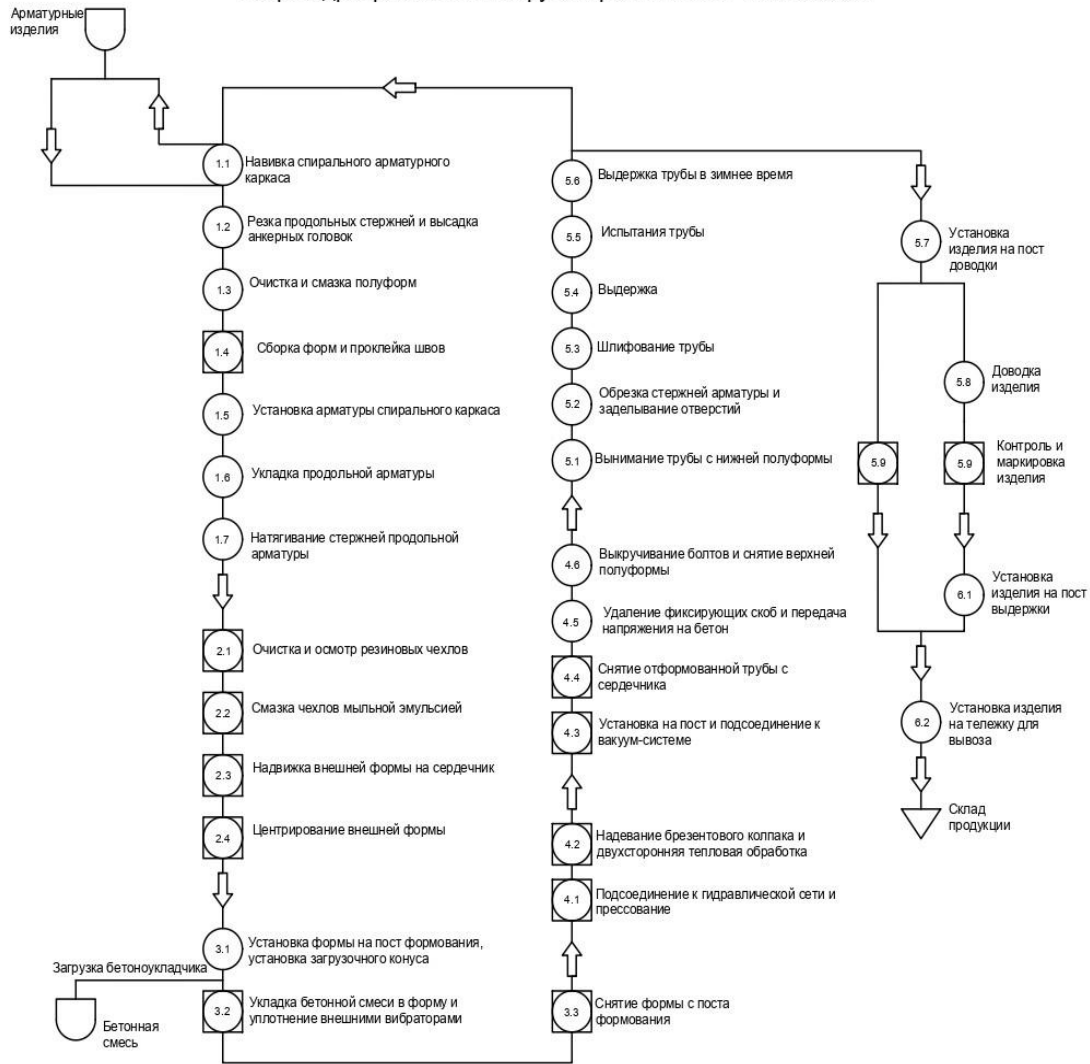 Арматурные
изделия
1.1
Навивка спирального арматурного
каркаса
1.2
Резка продольных стержней и высадка
анкерных головок
1.3
Очистка и смазка полуформ
1.4
Сборка форм и проклейка швов
1.5
Установка арматуры спирального каркаса
1.6
Укладка продольной арматуры
1.7
Натягивание стержней продольной
арматуры
2.1
Очистка и осмотр резиновых чехлов
2.2
Смазка чехлов мыльной эмульсией
2.3
Надвижка внешней формы на сердечник
2.4
Центрирование внешней формы
3.1
Установка формы на пост формования,
установка загрузочного конуса
Загрузка бетоноукладчика
Бетонная
смесь
3.2
Укладка бетонной смеси в форму и
уплотнение внешними вибраторами
5.6
Выдержка трубы в зимнее время
5.5
Испытания трубы
5.4
Выдержка
5.3
Шлифование трубы
5.2
Обрезка стержней арматуры и
заделывание отверстий
5.1
Вынимание трубы с нижней полуформы
4.6
Выкручивание болтов и снятие верхней
полуформы
4.5
Удаление фиксирующих скоб и передача
напряжения на бетон
4.4
Снятие отформованной трубы с
сердечника
4.3
Установка на пост и подсоединение к
вакуум-системе
4.2
Надевание брезентового колпака и
двухсторонняя тепловая обработка
4.1
Подсоединение к гидравлической сети и
прессование
3.3
Снятие формы с поста
формования
5.7
Установка
изделия на пост
доводки
5.8
Доводка
изделия
5.9
5.9
Контроль и
маркировка
изделия
6.1
Установка
изделия на пост
выдержки
6.2
Установка изделия
на тележку для
вывоза
Склад
продукции